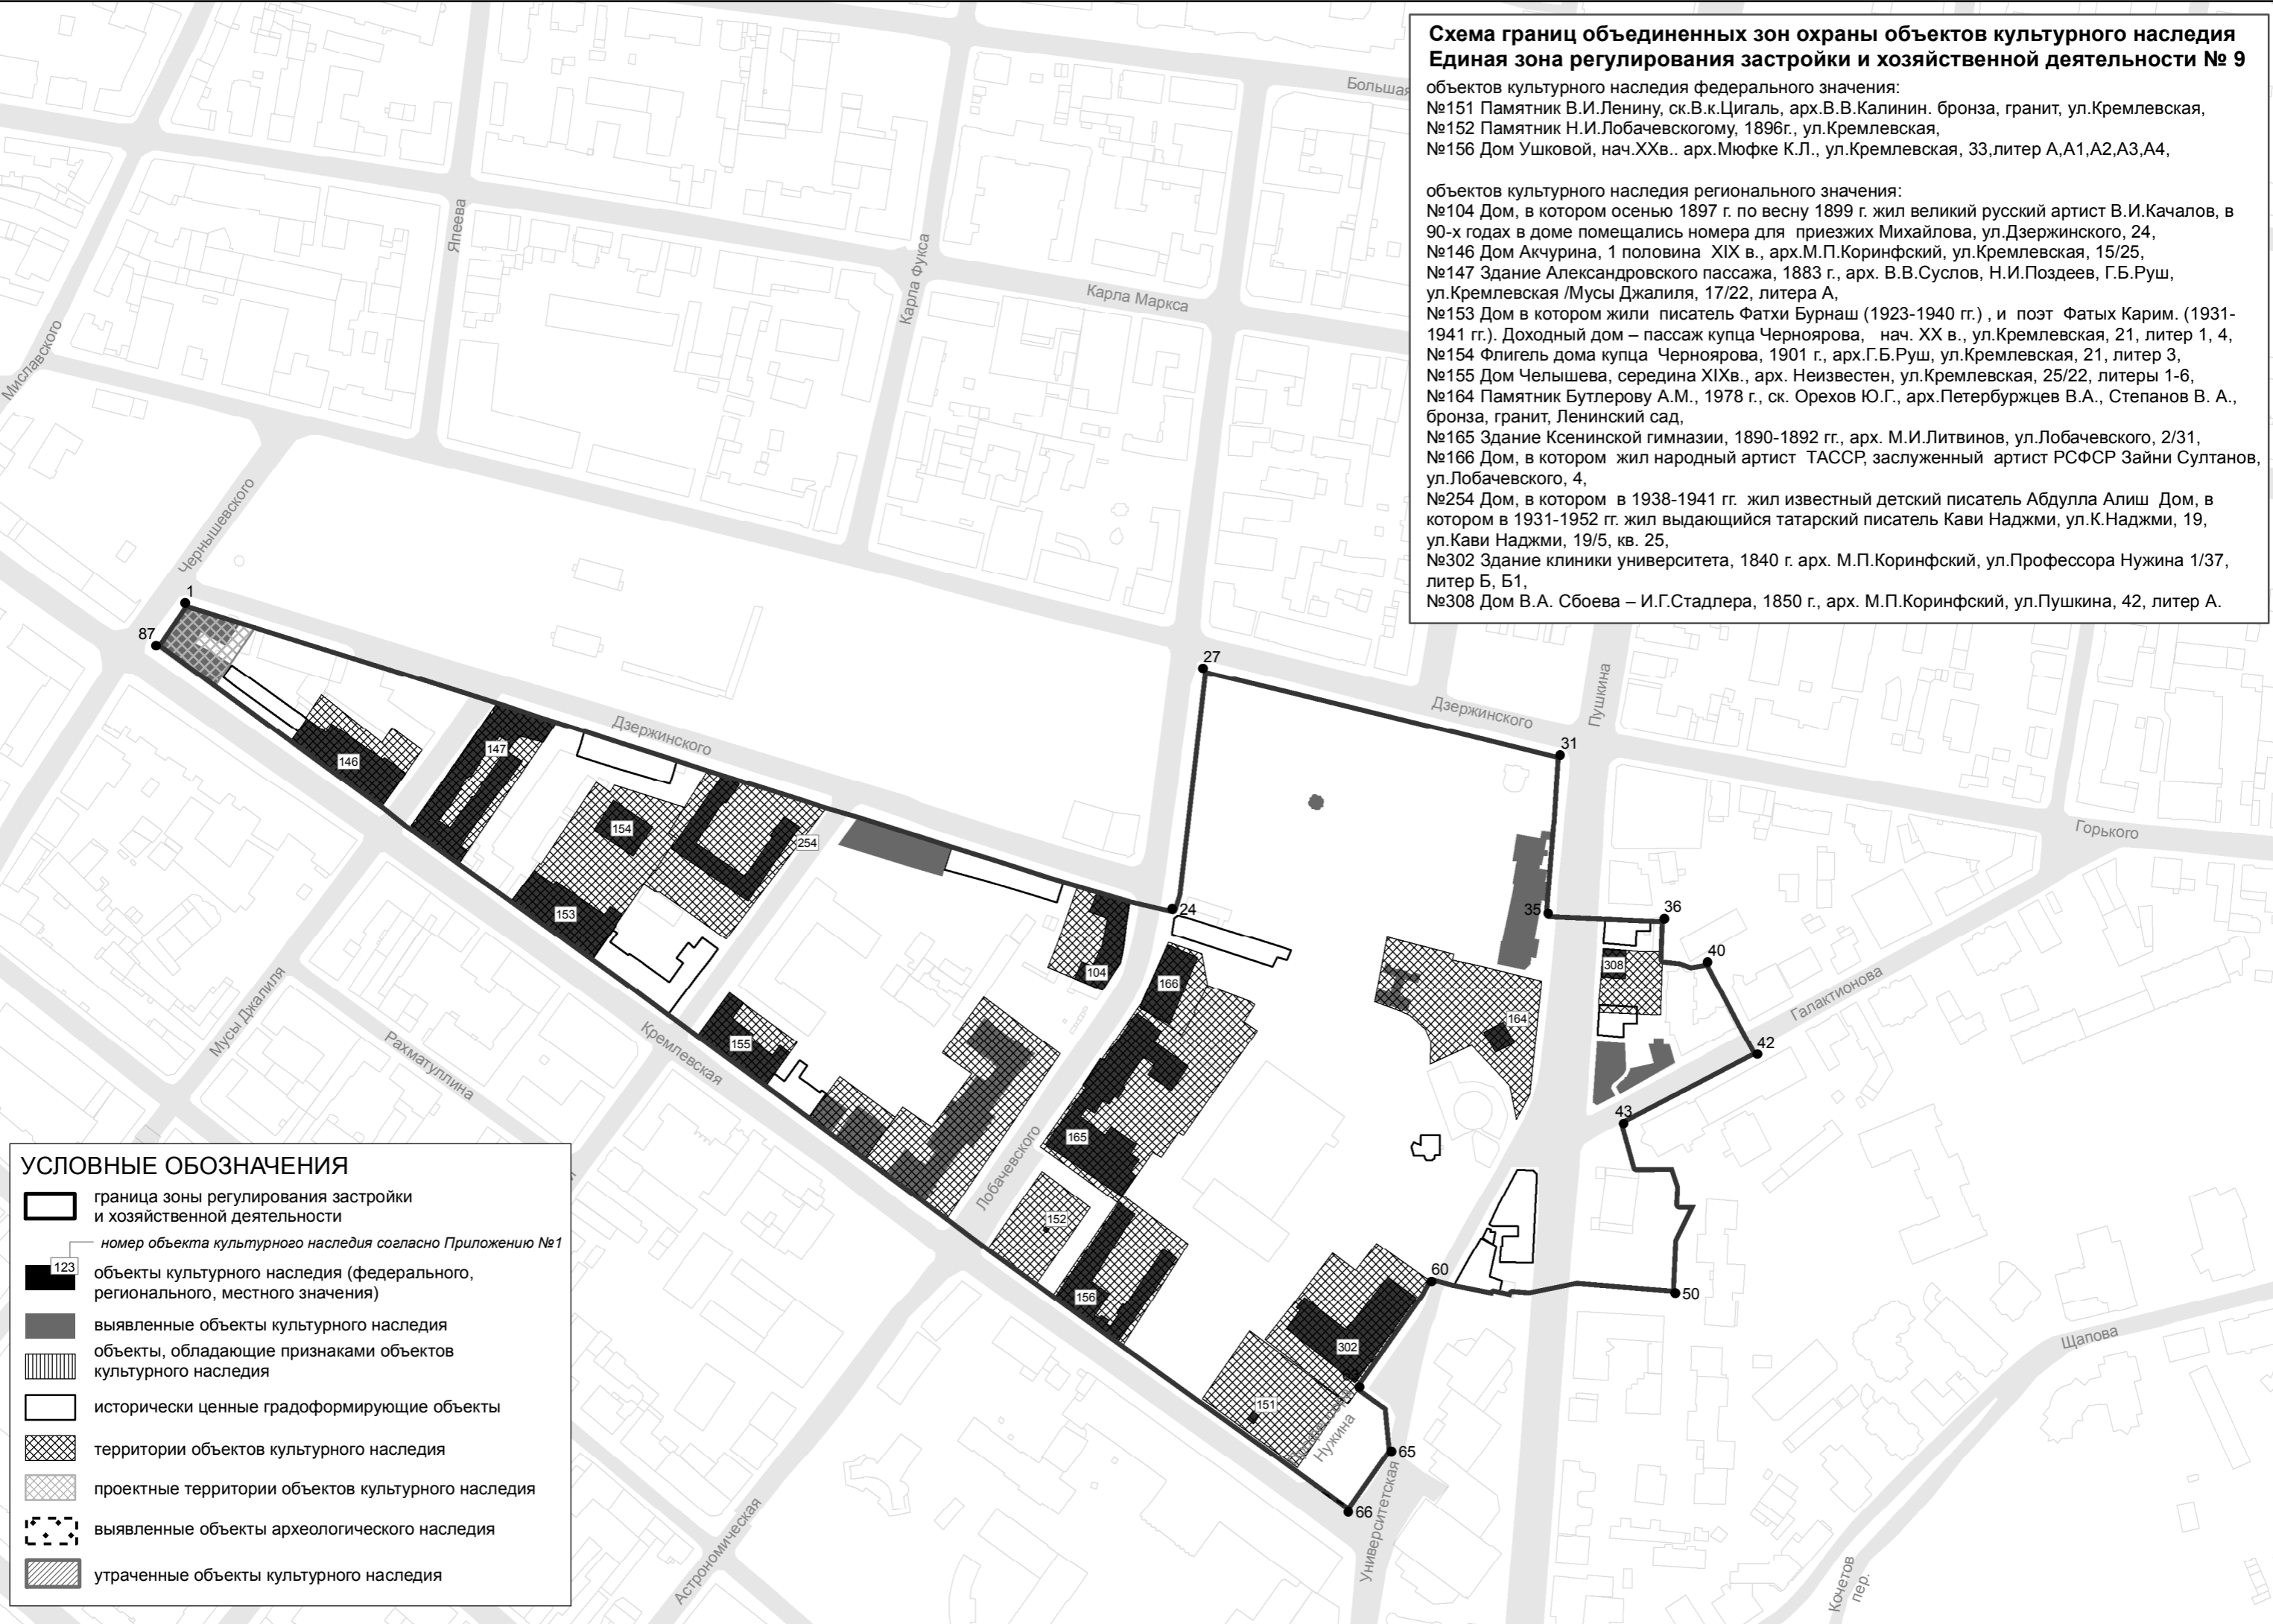 Схема границ объединенных зон охраны объектов культурного наследия
Единая зона регулирования застройки и хозяйственной деятельности № 9
объектов культурного наследия федерального значения:
№151 Памятник В.И.Ленину, ск.В.к.Цигаль, арх.В.В.Калинин. бронза, гранит, ул.Кремлевская,
№152 Памятник Н.И.Лобачевскогому, 1896г., ул.Кремлевская,
№156 Дом Ушковой, нач.XXв.. арх.Мюфке К.Л., ул.Кремлевская, 33,литер А,А1,А2,А3,А4,
объектов культурного наследия регионального значения:
№104 Дом, в котором осенью 1897 г. по весну 1899 г. жил великий русский артист В.И.Качалов, в
90-х годах в доме помещались номера для приезжих Михайлова, ул.Дзержинского, 24,
№146 Дом Акчурина, 1 половина XIX в., арх.М.П.Коринфский, ул.Кремлевская, 15/25,
№147 Здание Александровского пассажа, 1883 г., арх. В.В.Суслов, Н.И.Поздеев, Г.Б.Руш,
ул.Кремлевская /Мусы Джалиля, 17/22, литера А,
№153 Дом в котором жили писатель Фатхи Бурнаш (1923-1940 гг.) , и поэт Фатых Карим. (1931-
1941 гг.). Доходный дом – пассаж купца Черноярова, нач. XX в., ул.Кремлевская, 21, литер 1, 4,
№154 Флигель дома купца Черноярова, 1901 г., арх.Г.Б.Руш, ул.Кремлевская, 21, литер 3,
№155 Дом Челышева, середина XIXв., арх. Неизвестен, ул.Кремлевская, 25/22, литеры 1-6,
№164 Памятник Бутлерову А.М., 1978 г., ск. Орехов Ю.Г., арх.Петербуржцев В.А., Степанов В. А.,
бронза, гранит, Ленинский сад,
№165 Здание Ксенинской гимназии, 1890-1892 гг., арх. М.И.Литвинов, ул.Лобачевского, 2/31,
№166 Дом, в котором жил народный артист ТАССР, заслуженный артист РСФСР Зайни Султанов,
ул.Лобачевского, 4,
№254 Дом, в котором в 1938-1941 гг. жил известный детский писатель Абдулла Алиш Дом, в
котором в 1931-1952 гг. жил выдающийся татарский писатель Кави Наджми, ул.К.Наджми, 19,
ул.Кави Наджми, 19/5, кв. 25,
№302 Здание клиники университета, 1840 г. арх. М.П.Коринфский, ул.Профессора Нужина 1/37,
литер Б, Б1,
№308 Дом В.А. Сбоева – И.Г.Стадлера, 1850 г., арх. М.П.Коринфский, ул.Пушкина, 42, литер А.
Большая
Япеева
Карла Фукса
Карла Маркса
Миславского
Чернышевского
1
87
27
Дзержинского
Пушкина
31
Дзержинского
146
147
154
254
153
Горького
24
35
36
40
308
104
166
164
Галактионова
42
43
155
Мусы Джалиля
Рахматуллина
Кремлевская
165
Лобачевского
152
156
60
50
302
151
Нужина
65
66
Университетская
Астрономическая
Щапова
Кочетов
пер.
УСЛОВНЫЕ ОБОЗНАЧЕНИЯ
граница зоны регулирования застройки
и хозяйственной деятельности
номер объекта культурного наследия согласно Приложению №1
123
объекты культурного наследия (федерального,
регионального, местного значения)
выявленные объекты культурного наследия
объекты, обладающие признаками объектов
культурного наследия
исторически ценные градоформирующие объекты
территории объектов культурного наследия
проектные территории объектов культурного наследия
выявленные объекты археологического наследия
утраченные объекты культурного наследия